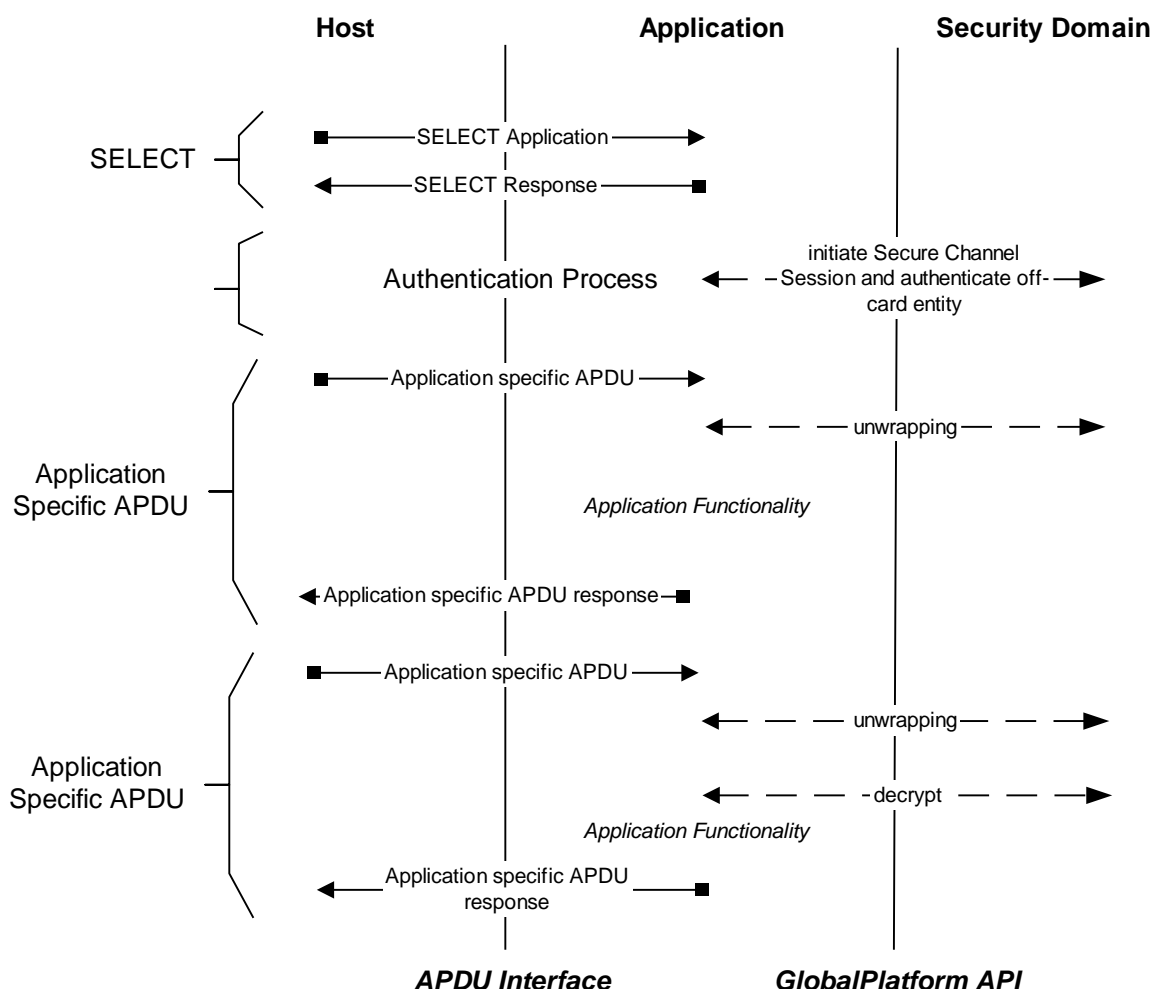 Host Application Security Domain
SELECT Application
SELECT
SELECT Response
initiate Secure Channel
Authentication Process
Session and authenticate off-
card entity
Application specific APDU
unwrapping
Application
Specific APDU
Application Functionality
Application specific APDU response
Application specific APDU
unwrapping
Application
Specific APDU
decrypt
Application Functionality
Application specific APDU
response
APDU Interface GlobalPlatform API